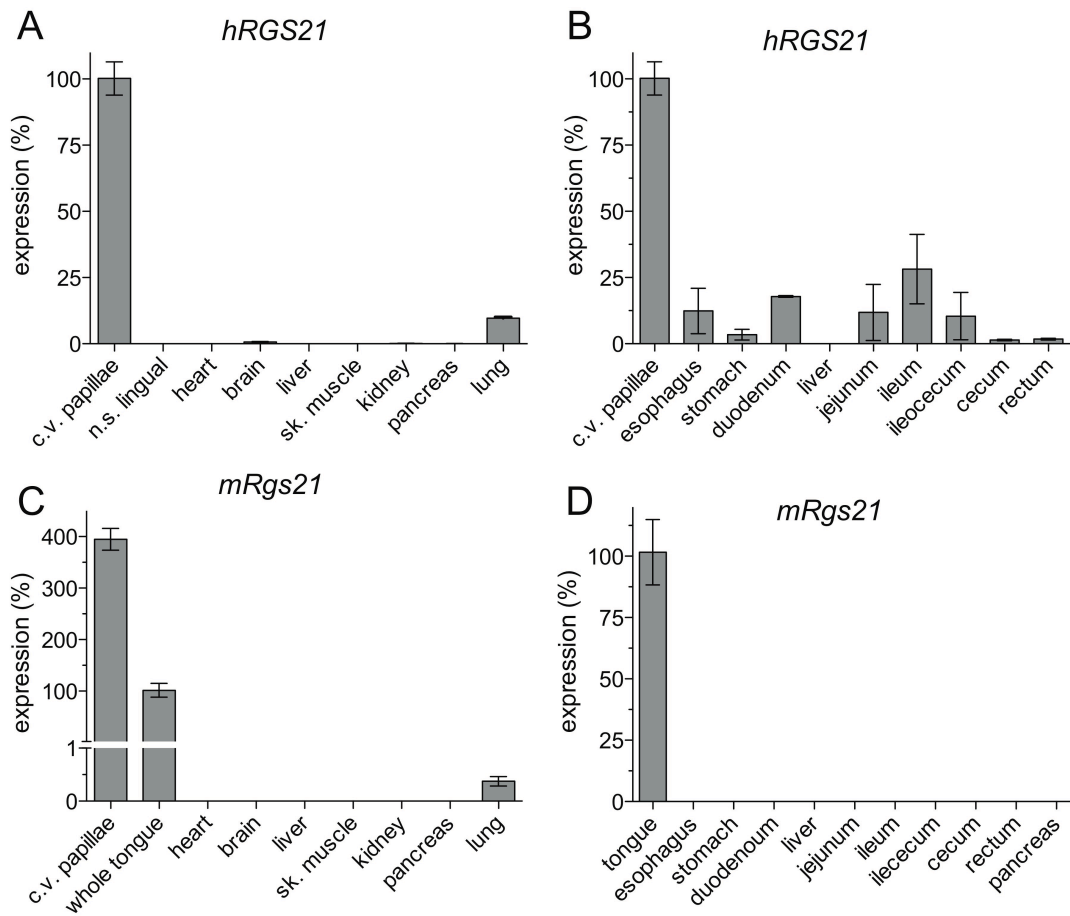 A
hRGS21
expression (%)
100
75
50
25
0
c.v. papillae
n.s. lingual
heart
brain
liver
sk. muscle
kidney
pancreas
lung
B
hRGS21
expression (%)
100
75
50
25
0
c.v. papillae
esophagus
stomach
duodenum
liver
jejunum
ileum
ileocecum
cecum
rectum
C
mRgs21
expression (%)
400
300
200
100
1
0
c.v. papillae
whole tongue
heart
brain
liver
sk. muscle
kidney
pancreas
lung
D
mRgs21
expression (%)
100
75
50
25
0
tongue
esophagus
stomach
duodenoum
liver
jejunum
ileum
ilececum
cecum
rectum
pancreas